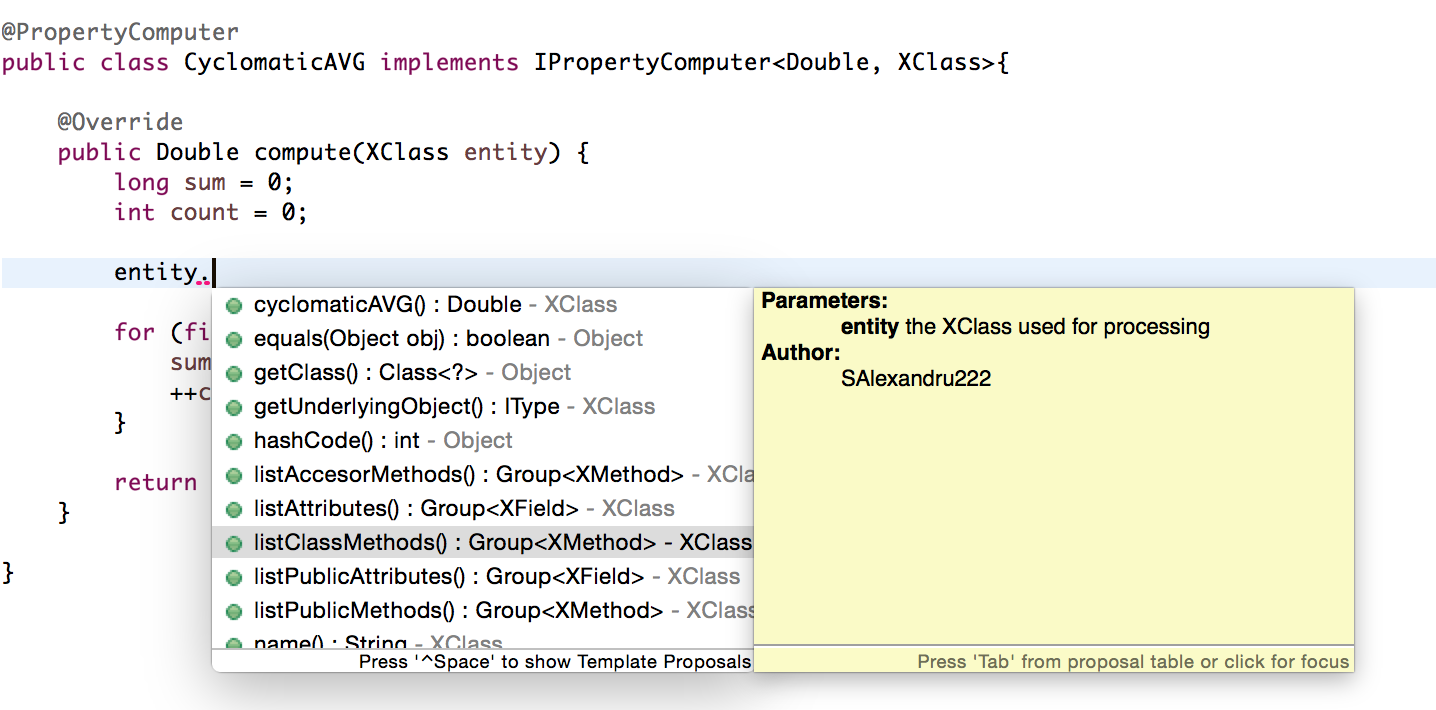 @PropertyComputer
public class CyclomaticAVG implements IPropertyComputer<Double, XClass>{
@Override
public Double compute(XClass entity) {
long sum = 0;
int count = 0;
entity.
for (fi
sum
++c
}
return
}
}
cyclomaticAVG() : Double - XClass
equals(Object obj) : boolean - Object
getClass() : Class<?> - Object
getUnderlyingObject() : IType - XClass
hashCode() : int - Object
listAccesorMethods() : Group<XMethod> - XCla
listAttributes() : Group<XField> - XClass
listClassMethods() : Group<XMethod> - XClass
listPublicAttributes() : Group<XField> - XClass
listPublicMethods() : Group<XMethod> - XClass
name() : String - XClass
Press '^Space' to show Template Proposals
Parameters:
entity the XClass used for processing
Author:
SAlexandru222
Press 'Tab' from proposal table or click for focus